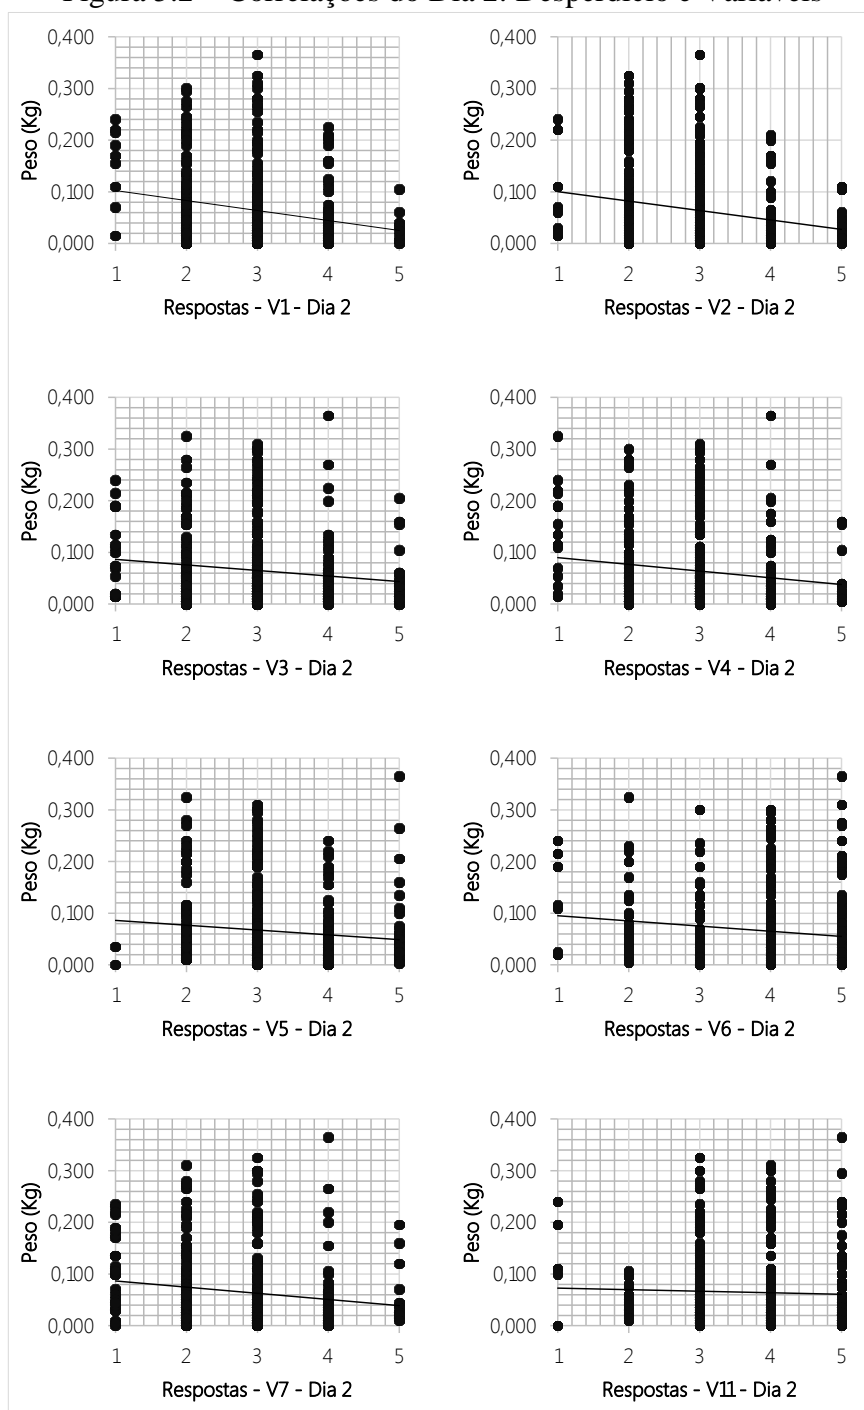 Figura – Correlações do Dia 2: Desperdício e Variáveis
Peso (Kg)
0,400
0,300
0,200
0,100
0,000
1 2 3 4 5
Respostas - V1 - Dia 2
Peso (Kg)
0,400
0,300
0,200
0,100
0,000
1 2 3 4 5
Respostas - V2 - Dia 2
Peso (Kg)
0,400
0,300
0,200
0,100
0,000
1 2 3 4 5
Respostas - V3 - Dia 2
Peso (Kg)
0,400
0,300
0,200
0,100
0,000
1 2 3 4 5
Respostas - V4 - Dia 2
Peso (Kg)
0,400
0,300
0,200
0,100
0,000
1 2 3 4 5
Respostas - V5 - Dia 2
Peso (Kg)
0,400
0,300
0,200
0,100
0,000
1 2 3 4 5
Respostas - V6 - Dia 2
Peso (Kg)
0,400
0,300
0,200
0,100
0,000
1 2 3 4 5
Respostas - V7 - Dia 2
Peso (Kg)
0,400
0,300
0,200
0,100
0,000
1 2 3 4 5
Respostas - V11 - Dia 2